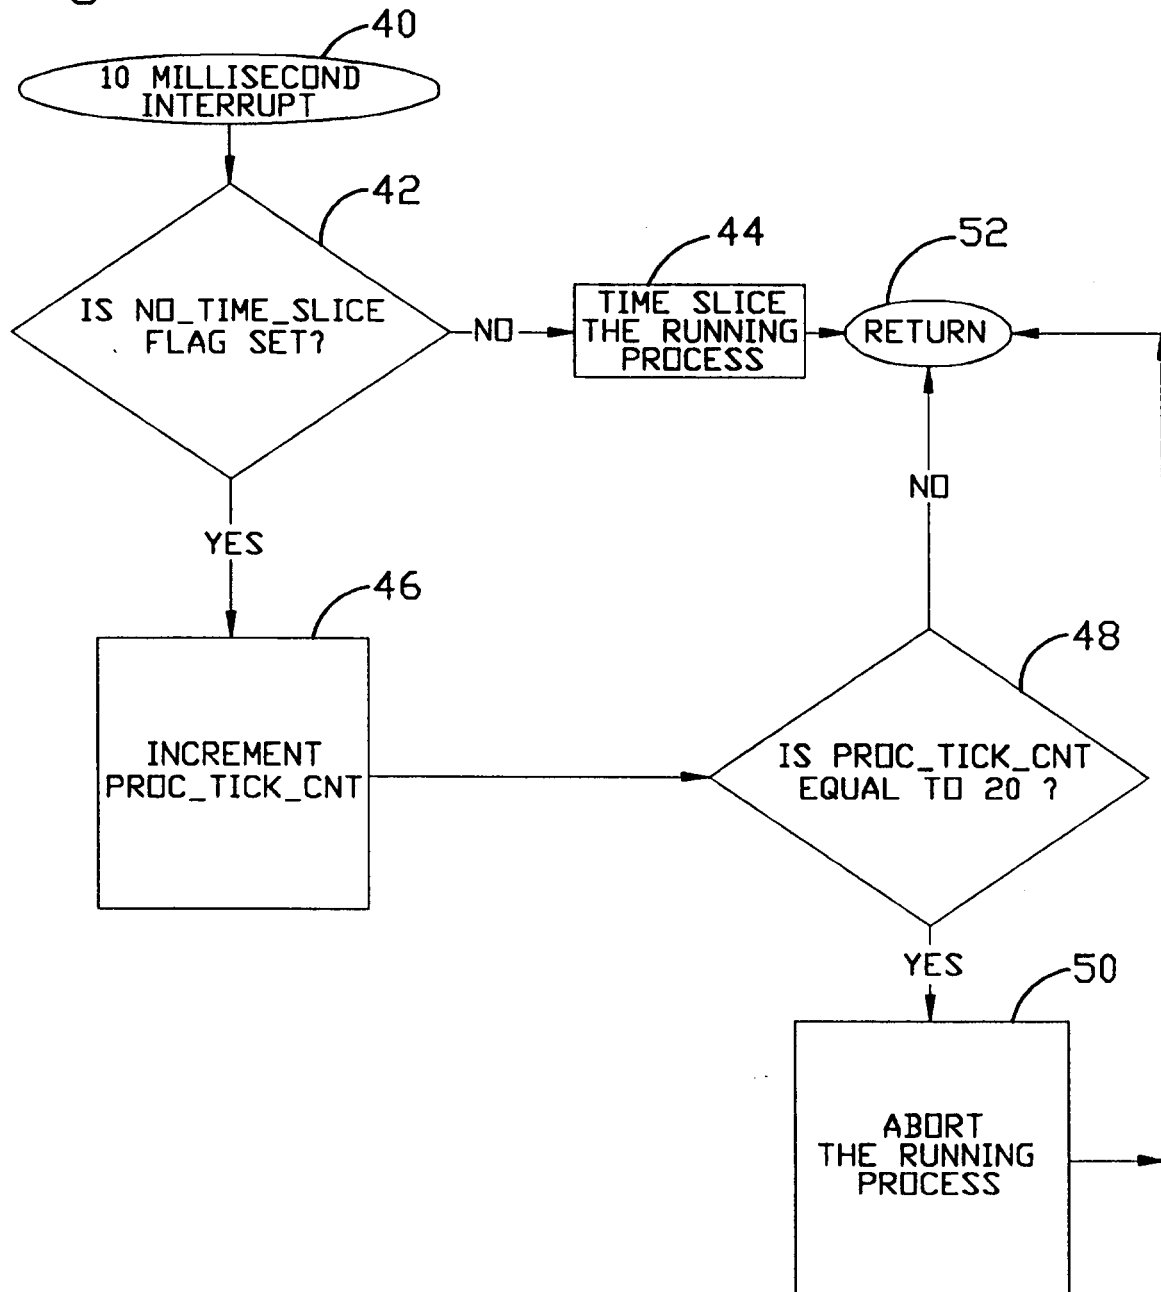 40
10 MILLISECOND
INTERRUPT
42
IS NO_TIME_SLICE
FLAG SET?
NO
44
TIME SLICE
THE RUNNING
PROCESS
52
RETURN
NO
YES
46
INCREMENT
PROC_TICK_CNT
48
IS PROC_TICK_CNT
EQUAL TO 20 ?
YES
50
ABORT
THE RUNNING
PROCESS